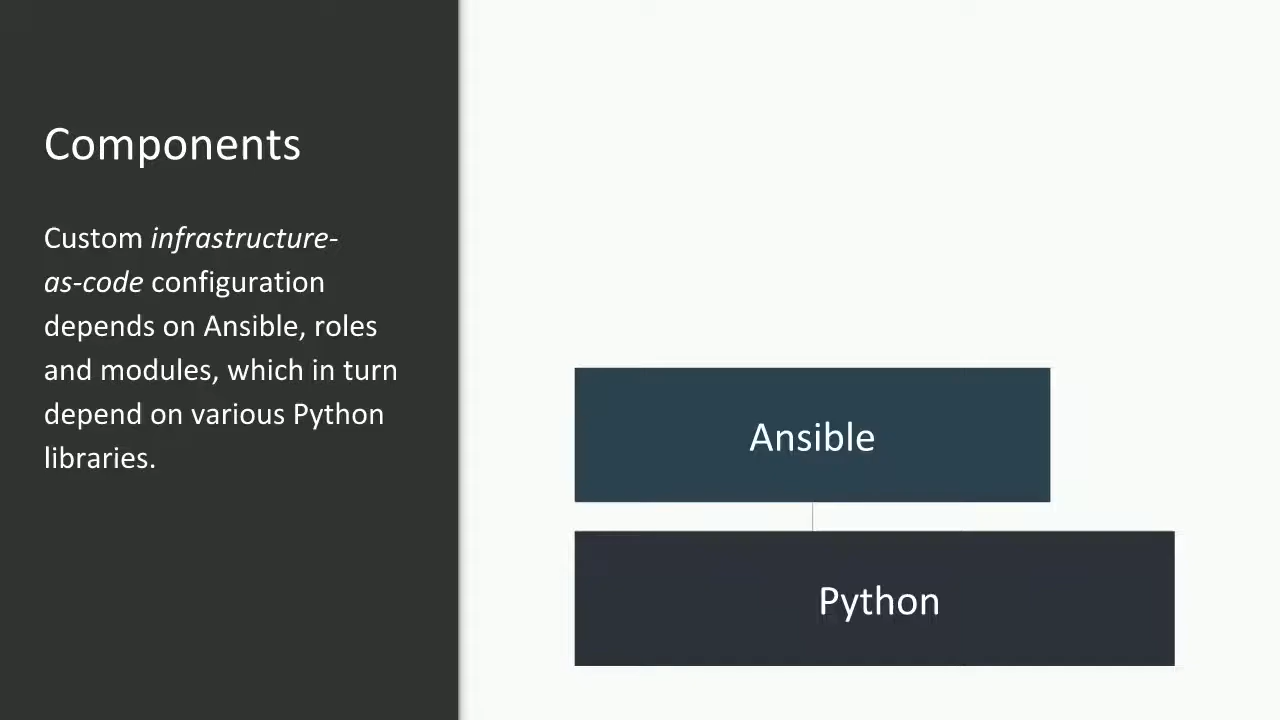 Components
Custom infrastructure-
as-code configuration
depends on Ansible, roles
and modules, which in turn
depend on various Python
libraries.
Ansible
Python